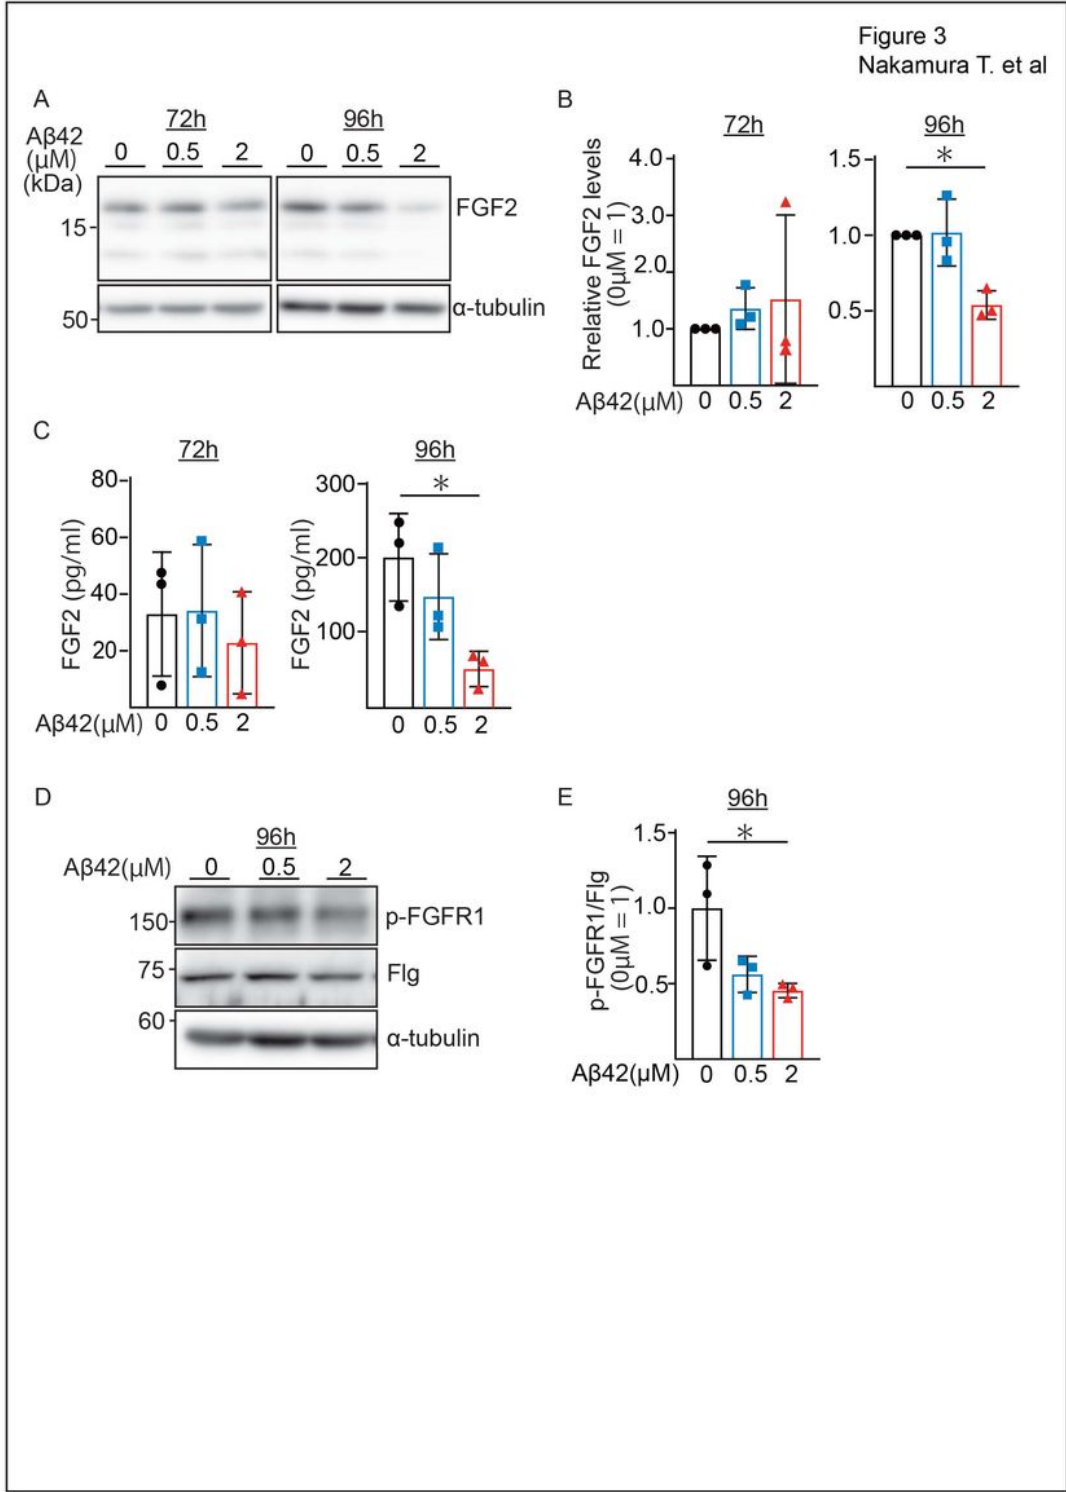 Figure 3
Nakamura T. et al
A
72h
96h
Aβ42
(μM)
0 0.5 2 0 0.5 2
(kDa)
FGF2
15-
α-tubulin
50-
B
72h
96h
Rrelative FGF2 levels
(0μM = 1)
4.0
3.0
2.0
1.0
1.5
1.0
0.5
*
Aβ42(μM) 0 0.5 2
0 0.5 2
C
72h
96h
FGF2 (pg/ml)
80
60
40
20
FGF2 (pg/ml)
300
200
100
*
Aβ42(μM) 0 0.5 2
0 0.5 2
D
96h
Aβ42(μM) 0 0.5 2
150- p-FGFR1
75- Flg
60-
α-tubulin
E
96h
p-FGFR1/Flg
(0μM = 1)
1.5
1.0
0.5
*
Aβ42(μM) 0 0.5 2